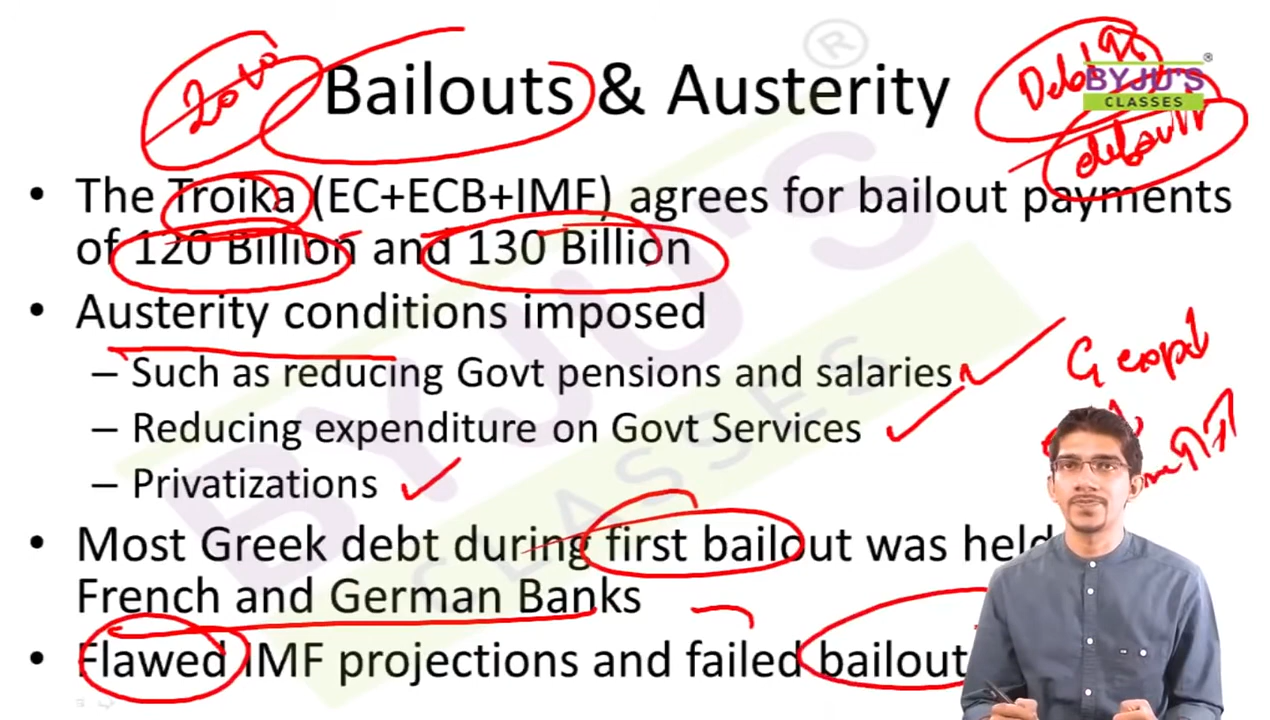 Bailouts & Austerity
BYJU'S
CLASSES
®
• The Troika (EC+ECB+IMF) agrees for bailout payments
of 120 Billion and 130 Billion
• Austerity conditions imposed
– Such as reducing Govt pensions and salaries
– Reducing expenditure on Govt Services
– Privatizations
• Most Greek debt during first bailout was held
French and German Banks
• Flawed IMF projections and failed bailout
BYJU'S
CLASSES